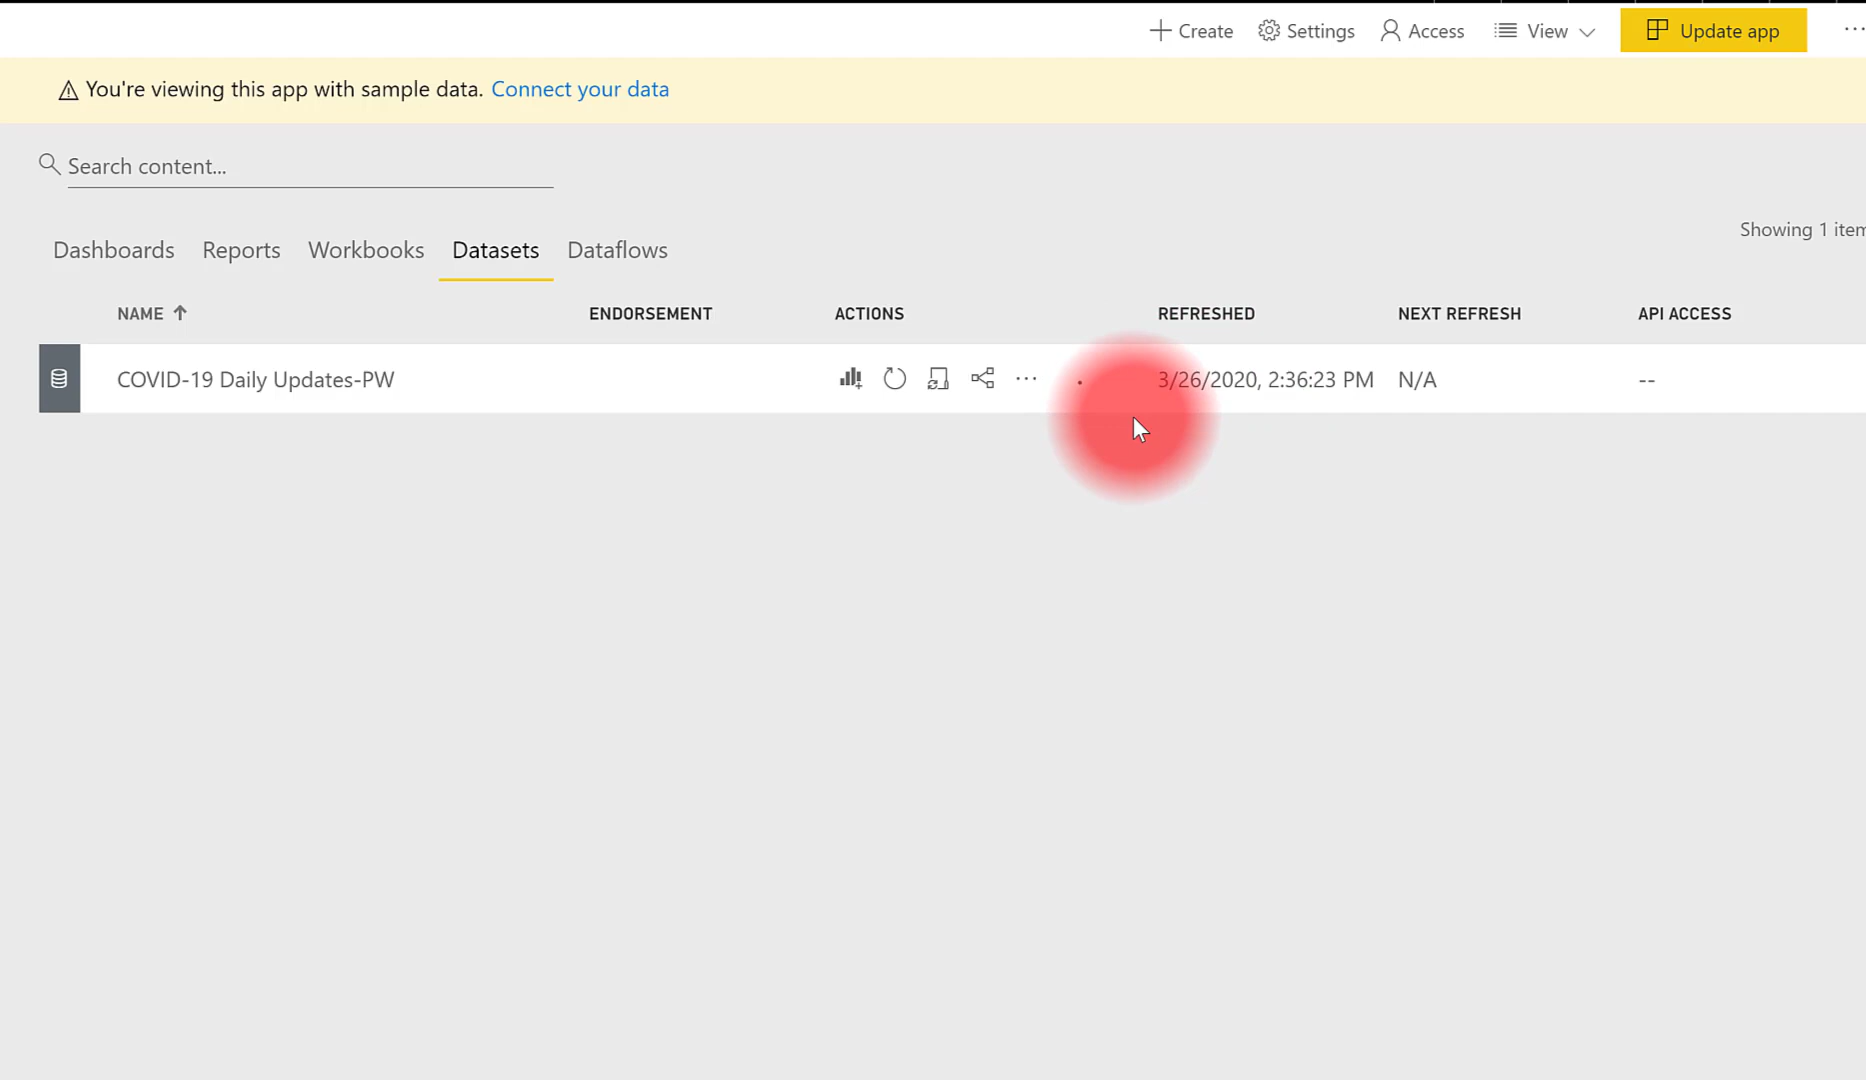 Create Settings Access View Update app
You're viewing this app with sample data. Connect your data
Search content...
Showing 1 item
Dashboards Reports Workbooks Datasets Dataflows
NAME ENDORSEMENT ACTIONS REFRESHED NEXT REFRESH API ACCESS
COVID-19 Daily Updates-PW 3/26/2020, 2:36:23 PM N/A --